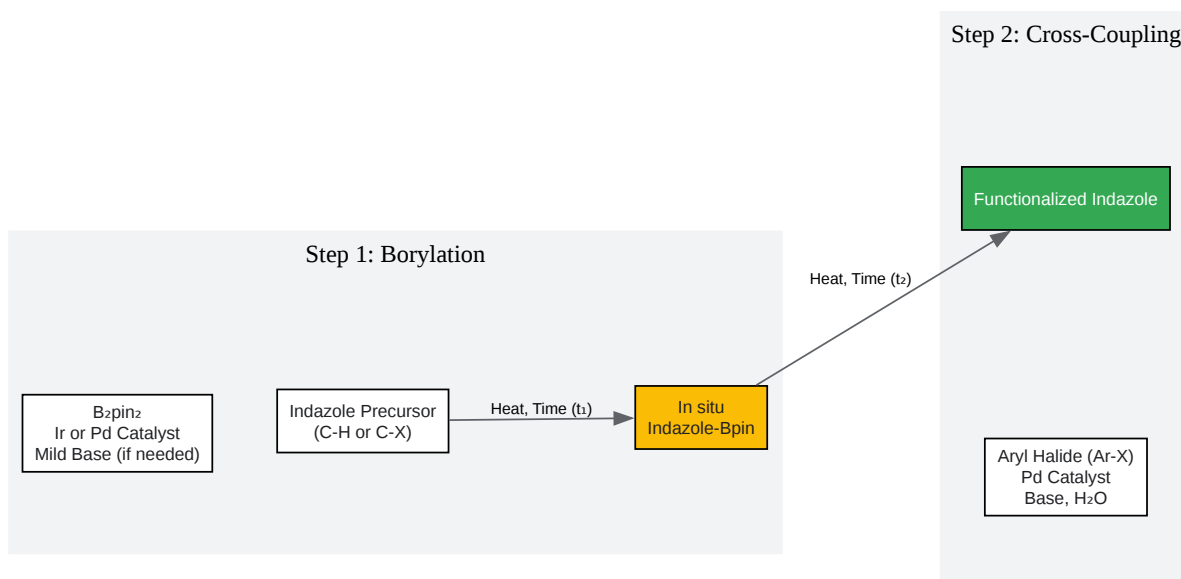 Step 2: Cross-Coupling
Functionalized Indazole
Step 1: Borylation
Heat, Time (t₂)
B₂pin₂
Ir or Pd Catalyst
Mild Base (if needed)
Indazole Precursor
(C-H or C-X)
Heat, Time (t₁)
In situ
Indazole-Bpin
Aryl Halide (Ar-X)
Pd Catalyst
Base, H₂O